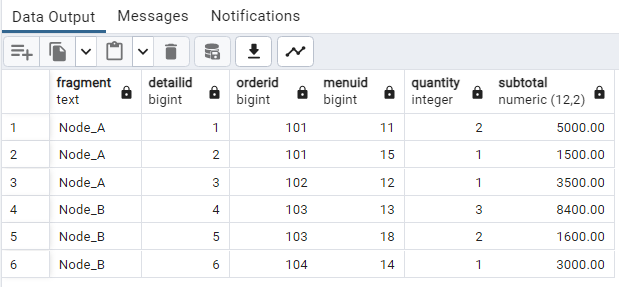 Data Output Messages Notifications
fragment detailid orderid menuid quantity subtotal
text bigint bigint bigint integer numeric (12,2)
1 Node_A 1 101 11 2 5000.00
2 Node_A 2 101 15 1 1500.00
3 Node_A 3 102 12 1 3500.00
4 Node_B 4 103 13 3 8400.00
5 Node_B 5 103 18 2 1600.00
6 Node_B 6 104 14 1 3000.00